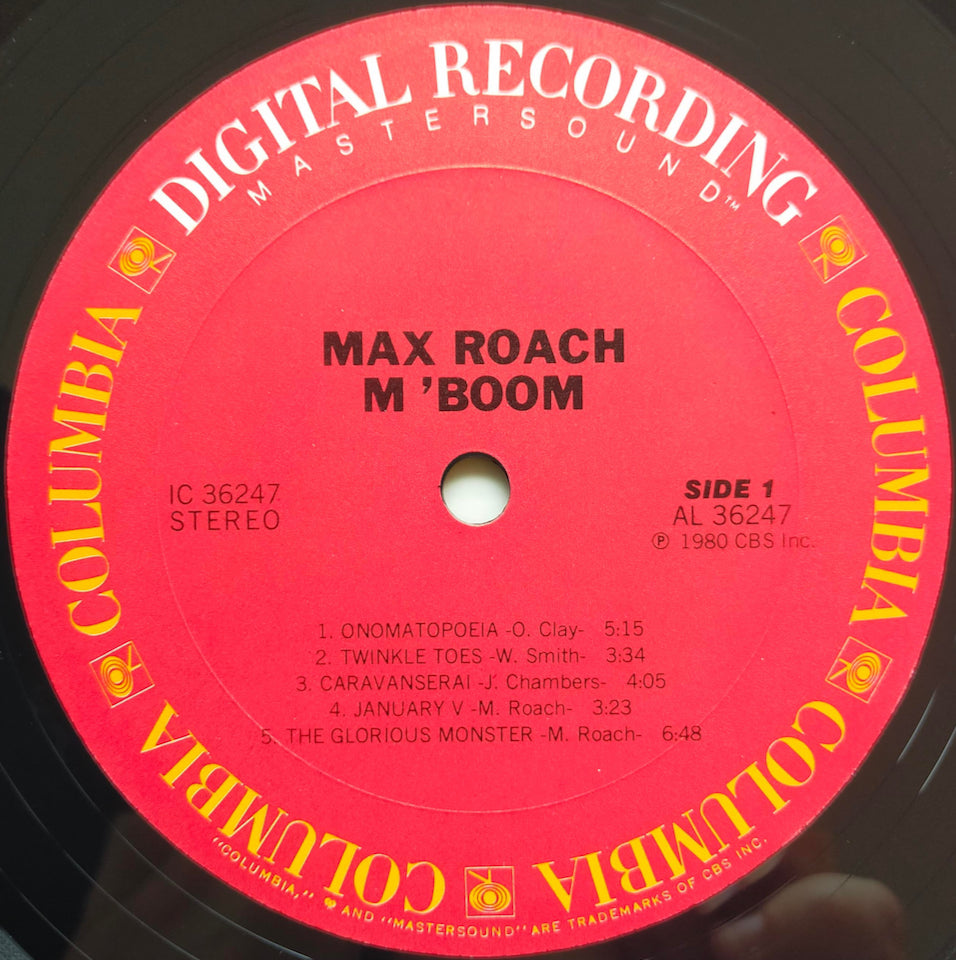 DIGITAL RECORDING
MASTERSOUND™
MAX ROACH
M 'BOOM
IC 36247
STEREO
SIDE 1
AL 36247
℗ 1980 CBS Inc.
1. ONOMATOPOEIA -O. Clay- 5:15
2. TWINKLE TOES -W. Smith- 3:34
3. CARAVANSERAI -J. Chambers- 4:05
4. JANUARY V -M. Roach- 3:23
5. THE GLORIOUS MONSTER -M. Roach- 6:48
COLUMBIA
COLUMBIA
COLUMBIA
COLUMBIA
COLUMBIA
COLUMBIA
"COLUMBIA," ❤ AND "MASTERSOUND" ARE TRADEMARKS OF CBS INC.